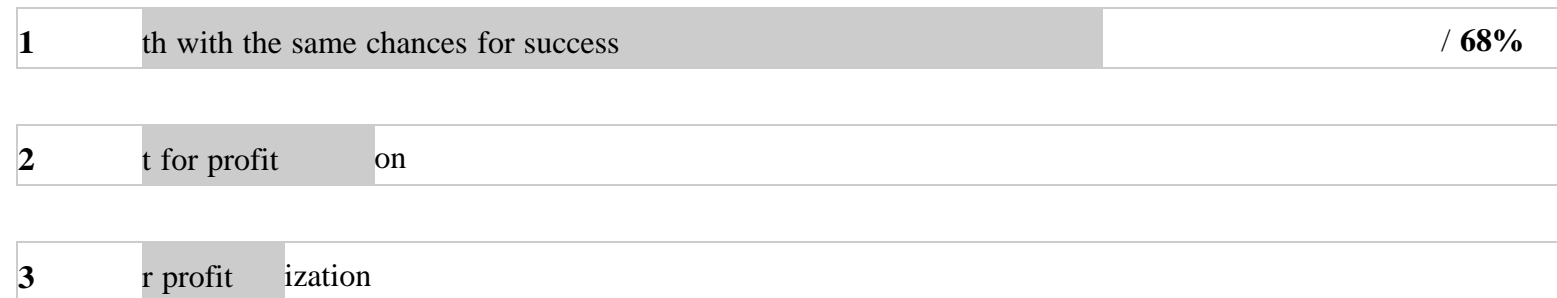 1 th with the same chances for success / 68%
2 t for profit on
3 r profit ization